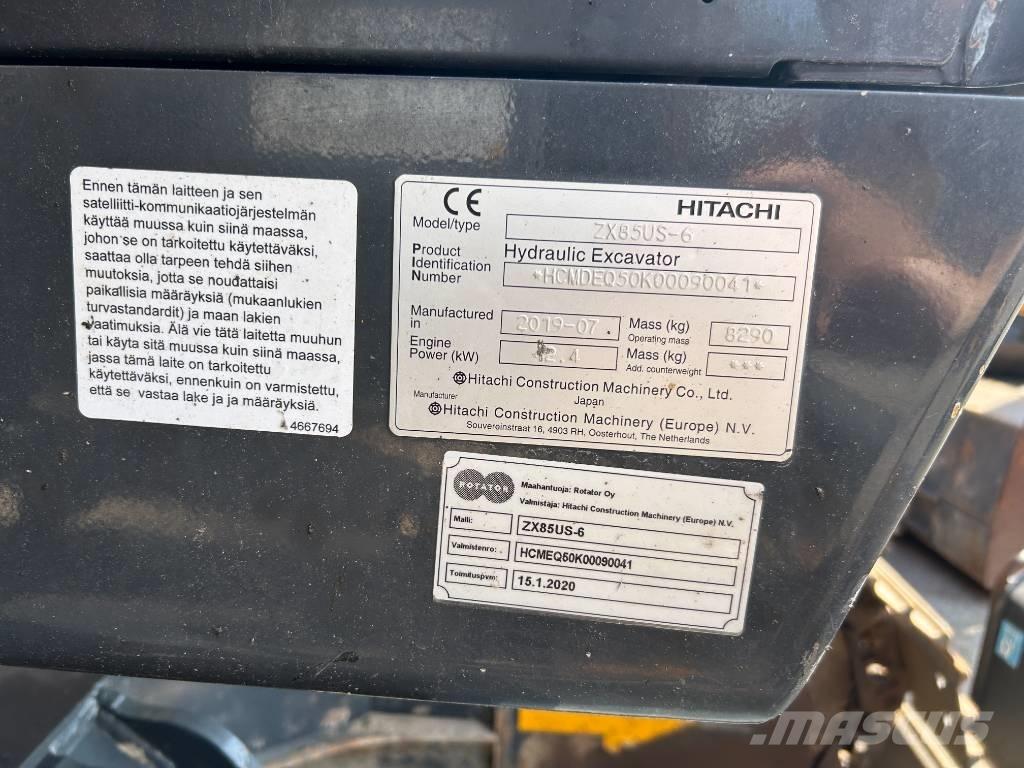 Ennen tämän laitteen ja sen
satelliitti-kommunikaatiojärjestelmän
käyttää muussa kuin siinä maassa,
johon se on tarkoitettu käytettäväksi,
saattaa olla tarpeen tehdä siihen
muutoksia, jotta se noudattaisi
paikallisia määräyksiä (mukaanlukien
turvastandardit) ja maan lakien
vaatimuksia. Älä vie tätä laitetta muuhun
tai käyta sitä muussa kuin siinä maassa,
jassa tämä laite on tarkoitettu
käytettäväksi, ennenkuin on varmistettu,
että se vastaa lake ja ja määräyksiä.
4667694
CE HITACHI
Model/type ZX85US-6
Product Identification Number Hydraulic Excavator
*HCMDEQ50K00090041*
Manufactured in 2019-07 Mass (kg) Operating mass 8290
Engine Power (kW) 2.4 Mass (kg) Add. counterweight ***
Hitachi Construction Machinery Co., Ltd.
Japan
Manufacturer
Hitachi Construction Machinery (Europe) N.V.
Souvereinstraat 16, 4903 RH, Oosterhout, The Netherlands
ROTATOR
Maahantuoja: Rotator Oy
Valmistaja: Hitachi Construction Machinery (Europe) N.V.
Malli: ZX85US-6
Valmistenro: HCMEQ50K00090041
Toimituspvm: 15.1.2020
MASCUS